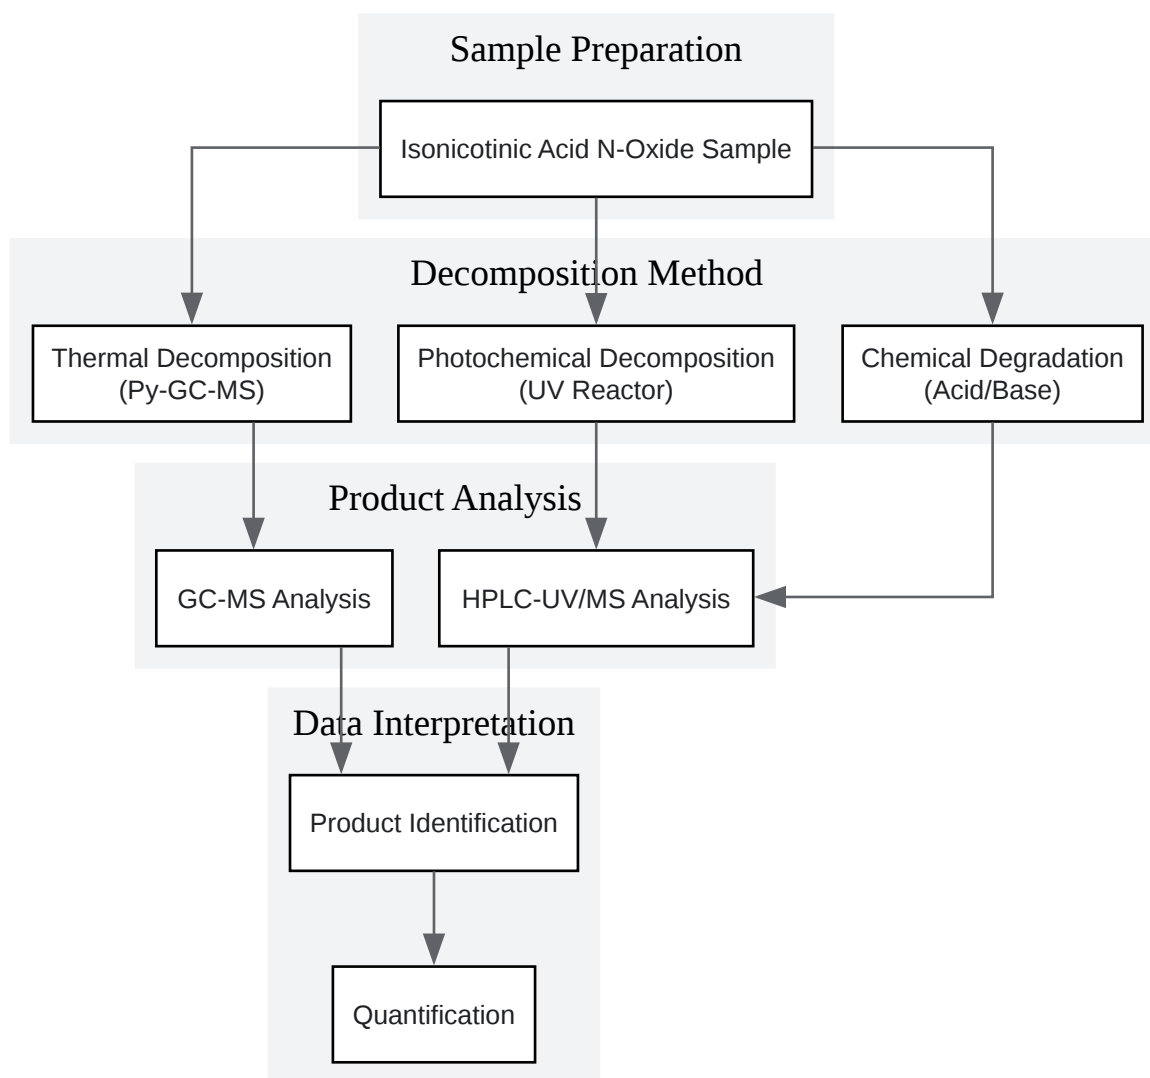 Sample Preparation
Isonicotinic Acid N-Oxide Sample
Decomposition Method
Thermal Decomposition
(Py-GC-MS)
Photochemical Decomposition
(UV Reactor)
Chemical Degradation
(Acid/Base)
Product Analysis
GC-MS Analysis
HPLC-UV/MS Analysis
Data Interpretation
Product Identification
Quantification